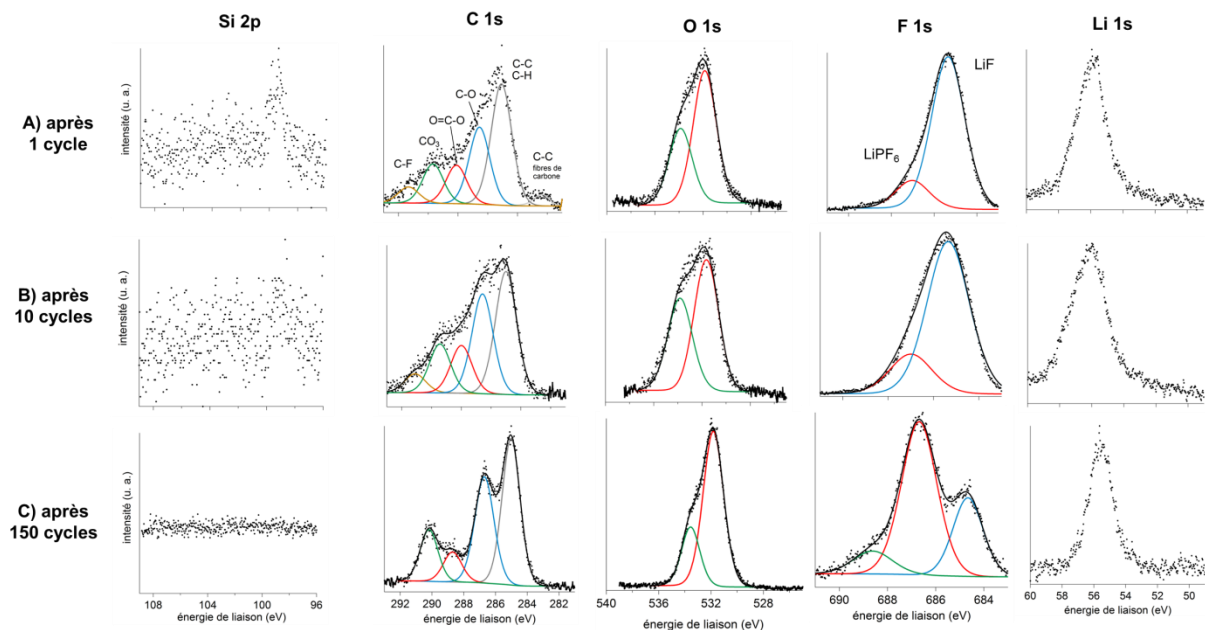 Si 2p
C 1s
O 1s
F 1s
Li 1s
A) après
1 cycle
intensité (u. a.)
C-F
CO3
O=C-O
C-O
C-C
C-H
C-C
fibres de
carbone
LiPF6
LiF
B) après
10 cycles
intensité (u. a.)
C) après
150 cycles
intensité (u. a.)
108 104 100 96
énergie de liaison (eV)
292 290 288 286 284 282 281
énergie de liaison (eV)
540 536 532 528
énergie de liaison (eV)
690 688 686 684
énergie de liaison (eV)
60 58 56 54 52 50
énergie de liaison (eV)